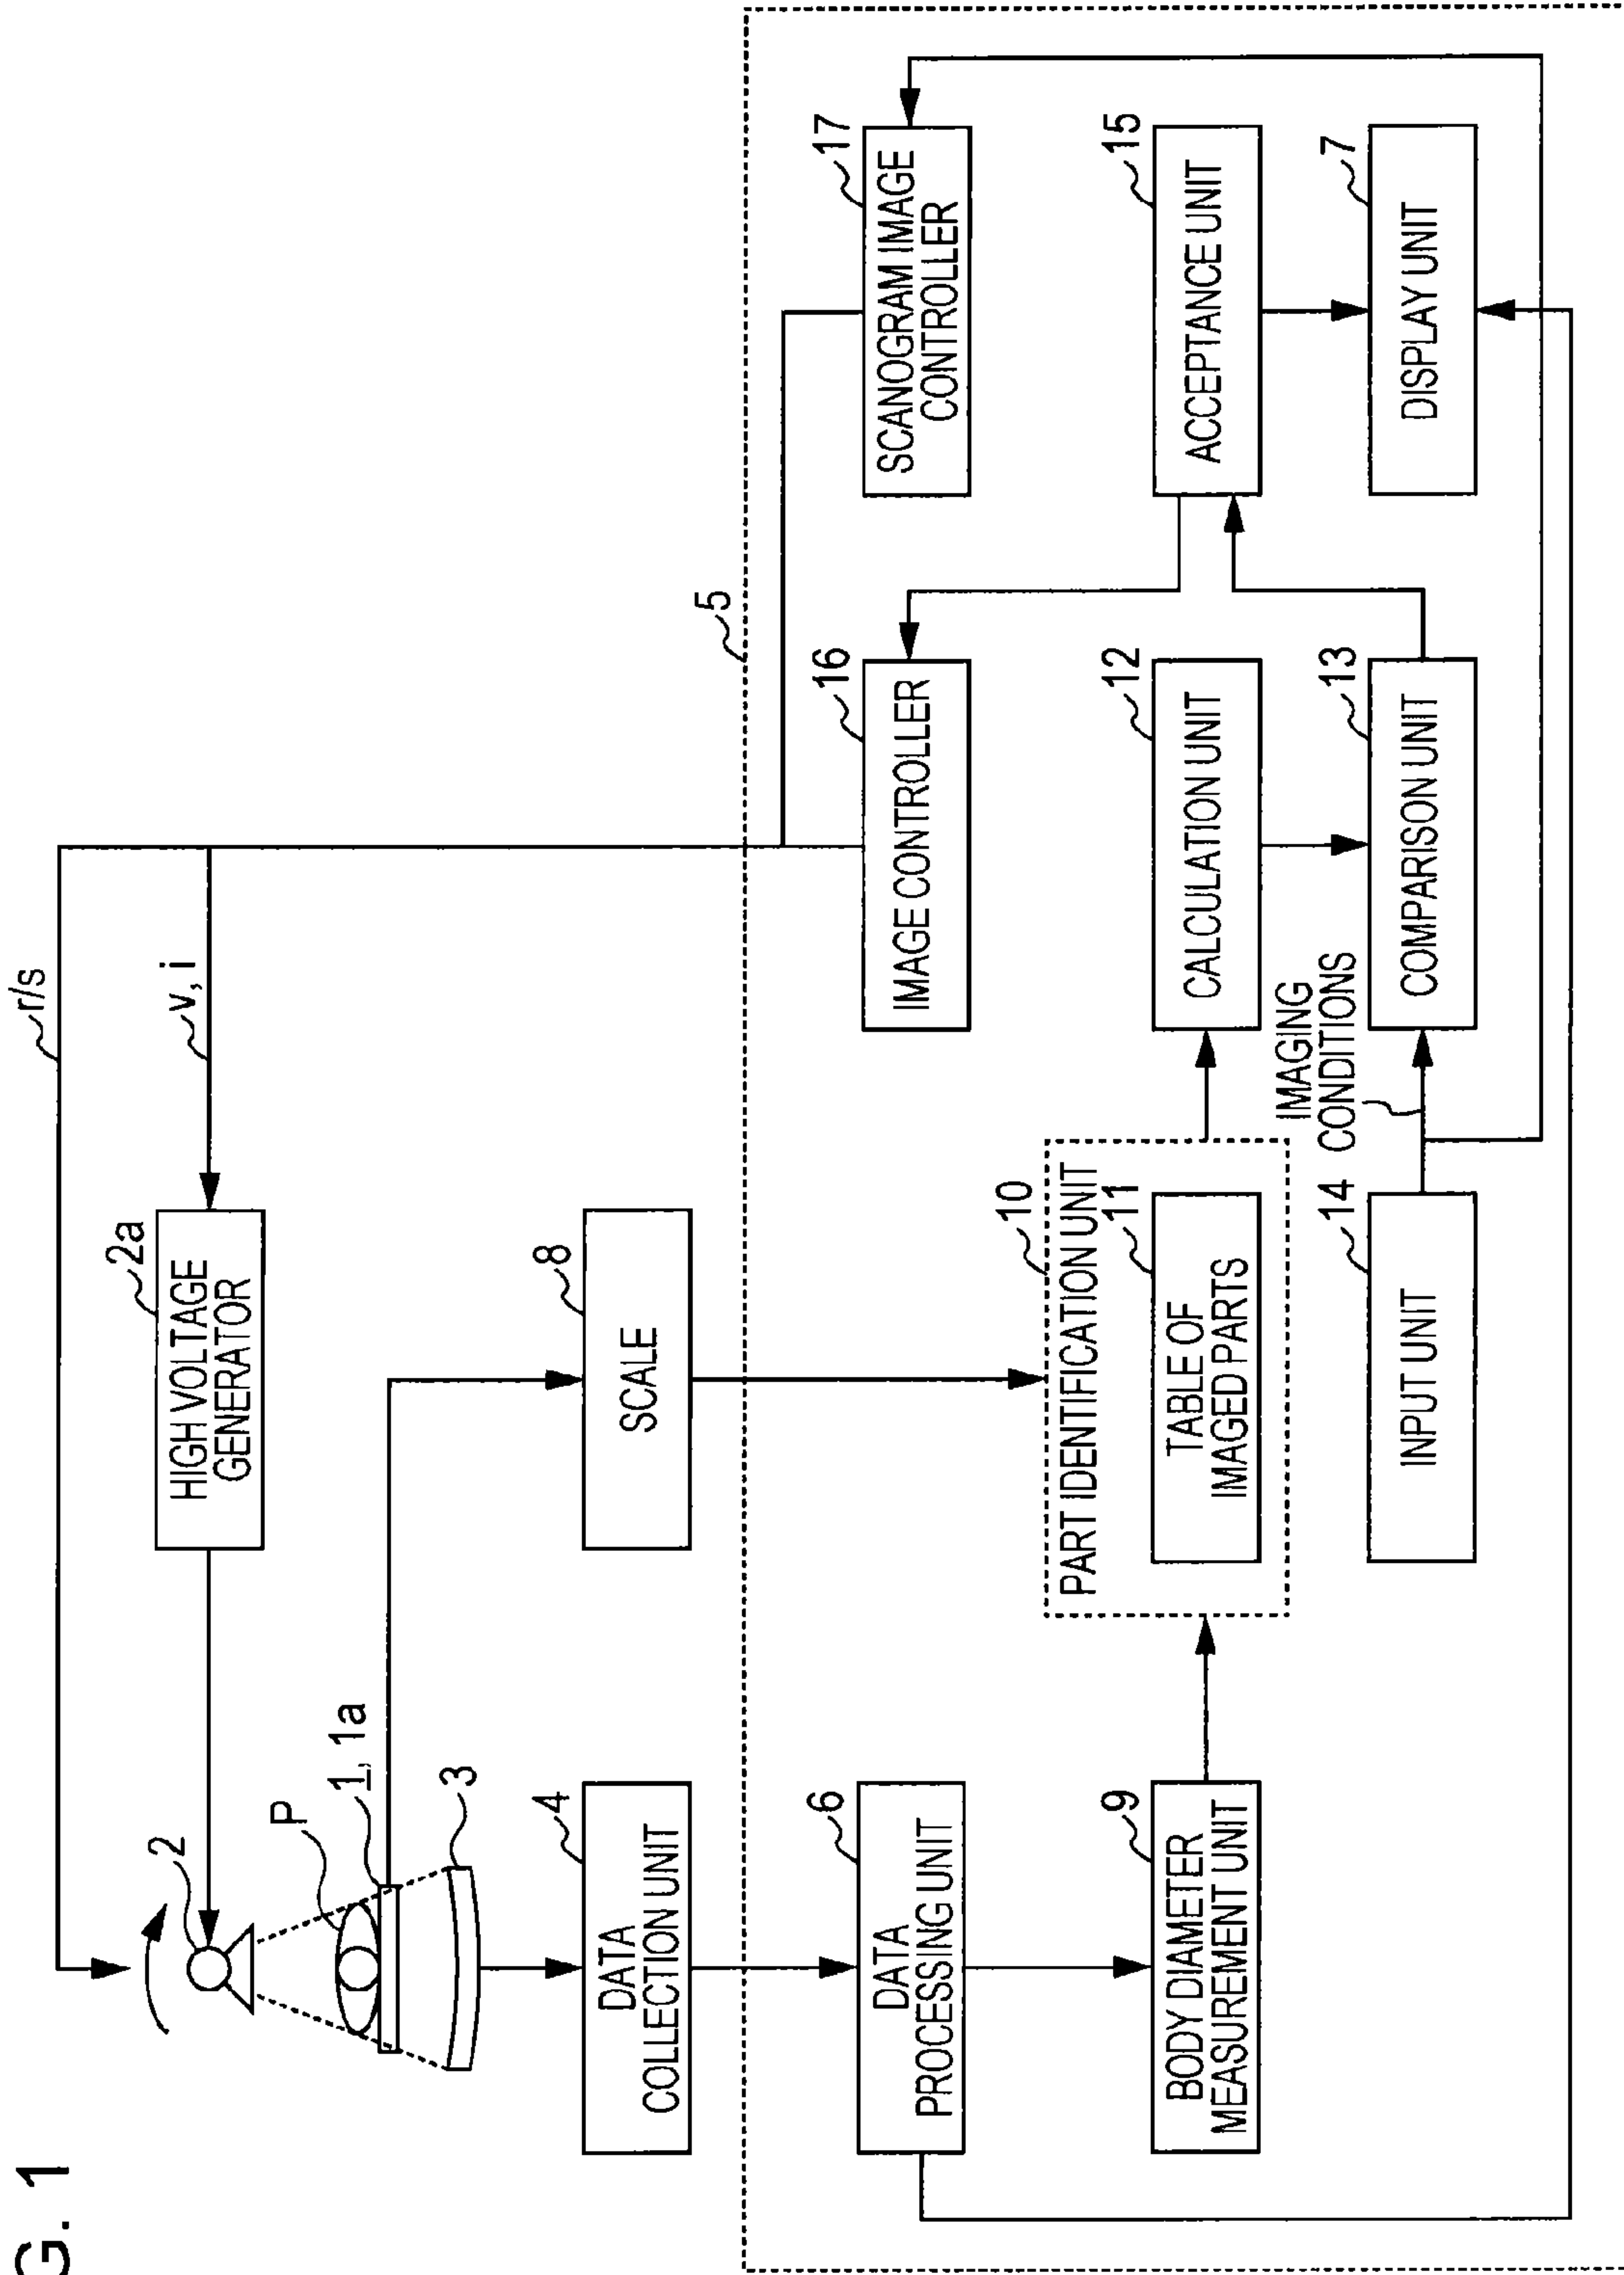 G. 1
r/s
v, i
2
P
1, 1a
3
HIGH VOLTAGE
GENERATOR
2a
DATA
COLLECTION UNIT
4
SCALE
8
5
DATA
PROCESSING UNIT
6
IMAGE CONTROLLER
16
SCANOGRAM IMAGE
CONTROLLER
17
BODY DIAMETER
MEASUREMENT UNIT
9
PART IDENTIFICATION UNIT
10
TABLE OF
IMAGED PARTS
11
CALCULATION UNIT
12
ACCEPTANCE UNIT
15
INPUT UNIT
14
IMAGING
CONDITIONS
COMPARISON UNIT
13
DISPLAY UNIT
7